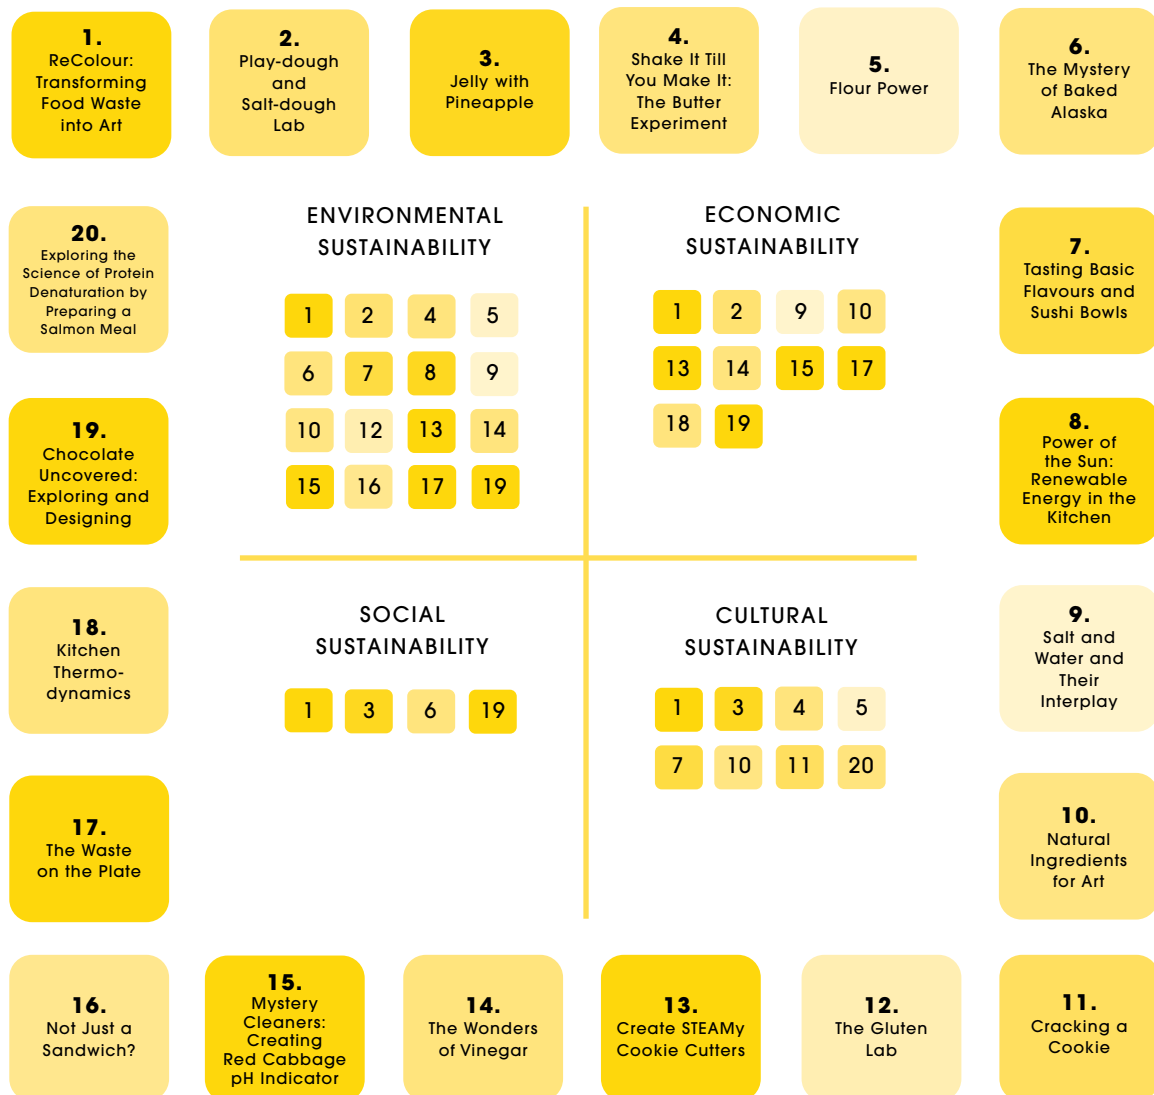 1.
ReColour:
Transforming
Food Waste
into Art
2.
Play-dough
and
Salt-dough
Lab
3.
Jelly with
Pineapple
4.
Shake It Till
You Make It:
The Butter
Experiment
5.
Flour Power
6.
The Mystery
of Baked
Alaska
20.
Exploring the
Science of Protein
Denaturation by
Preparing a
Salmon Meal
ENVIRONMENTAL
SUSTAINABILITY
1 2 4 5
6 7 8 9
10 12 13 14
15 16 17 19
ECONOMIC
SUSTAINABILITY
1 2 9 10
13 14 15 17
18 19
7.
Tasting Basic
Flavours and
Sushi Bowls
19.
Chocolate
Uncovered:
Exploring and
Designing
8.
Power of
the Sun:
Renewable
Energy in the
Kitchen
18.
Kitchen
Thermo-
dynamics
SOCIAL
SUSTAINABILITY
1 3 6 19
CULTURAL
SUSTAINABILITY
1 3 4 5
7 10 11 20
9.
Salt and
Water and
Their
Interplay
17.
The Waste
on the Plate
10.
Natural
Ingredients
for Art
16.
Not Just a
Sandwich?
15.
Mystery
Cleaners:
Creating
Red Cabbage
pH Indicator
14.
The Wonders
of Vinegar
13.
Create STEAMy
Cookie Cutters
12.
The Gluten
Lab
11.
Cracking a
Cookie